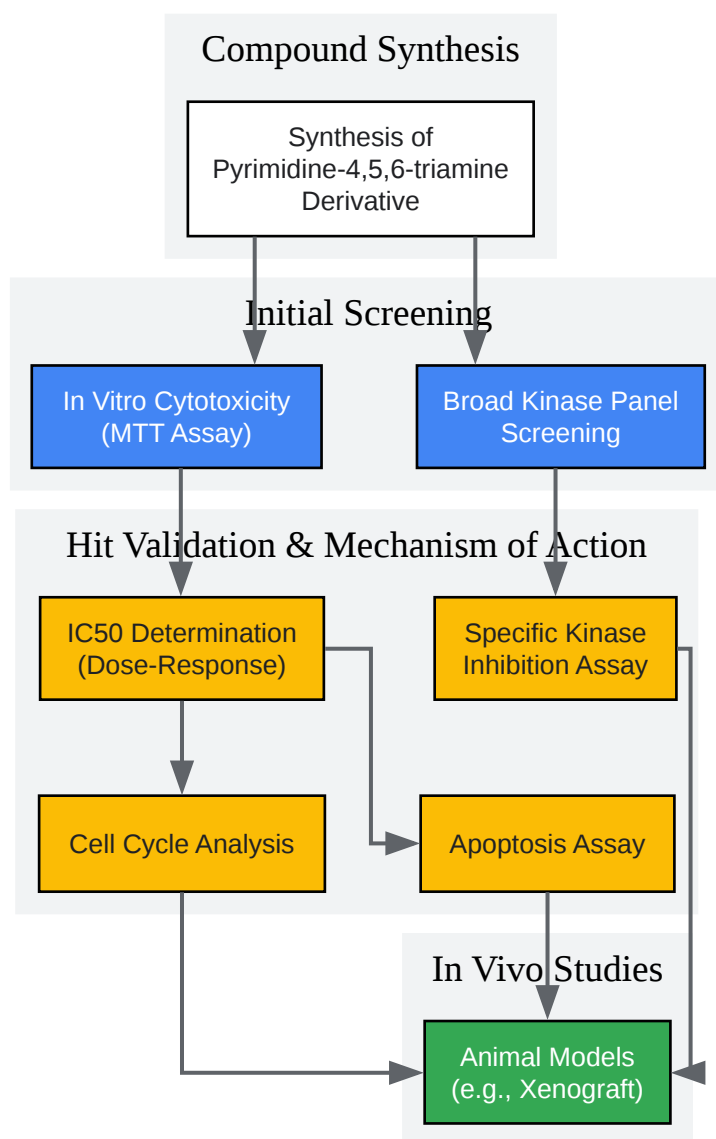 Compound Synthesis
Synthesis of
Pyrimidine-4,5,6-triamine
Derivative
Initial Screening
In Vitro Cytotoxicity
(MTT Assay)
Broad Kinase Panel
Screening
Hit Validation & Mechanism of Action
IC50 Determination
(Dose-Response)
Specific Kinase
Inhibition Assay
Cell Cycle Analysis
Apoptosis Assay
In Vivo Studies
Animal Models
(e.g., Xenograft)